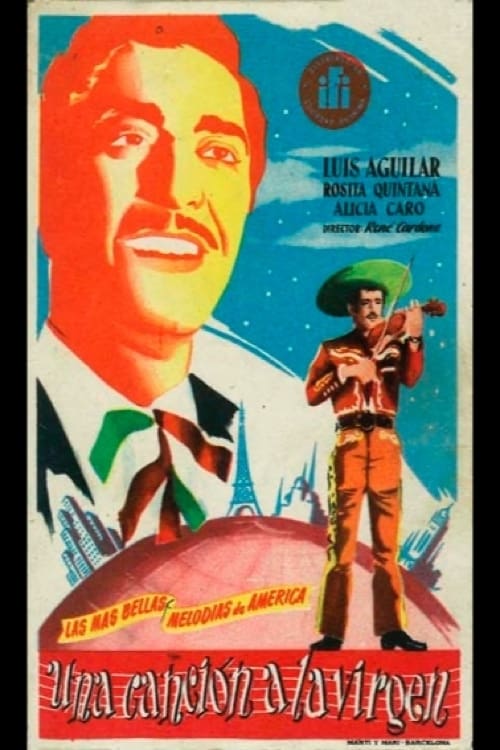 LUIS AGUILAR
ROSITA QUINTANA
ALICIA CARO
DIRECTOR René Cardona
LAS MAS BELLAS
MELODIAS de AMERICA
Una canción a la virgen
MARTI Y MARI-BARCELONA